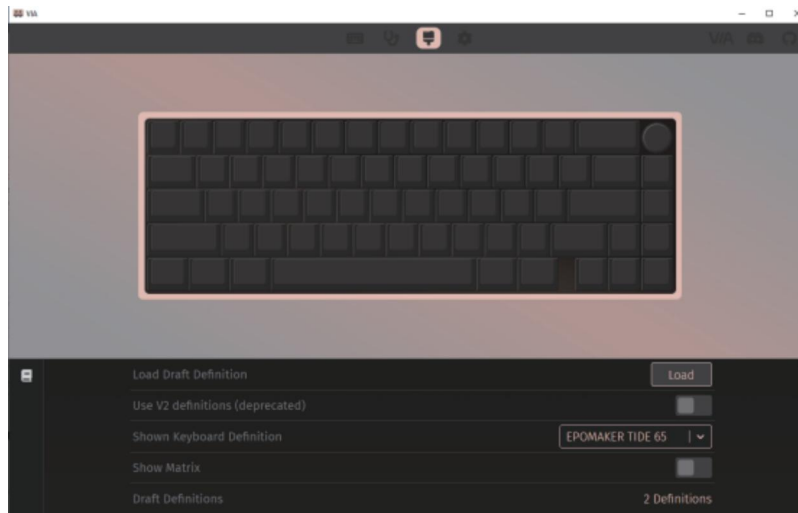 VIA
VIA
Load Draft Definition
Load
Use V2 definitions (deprecated)
Shown Keyboard Definition
EPOMAKER TIDE 65
Show Matrix
Draft Definitions
2 Definitions